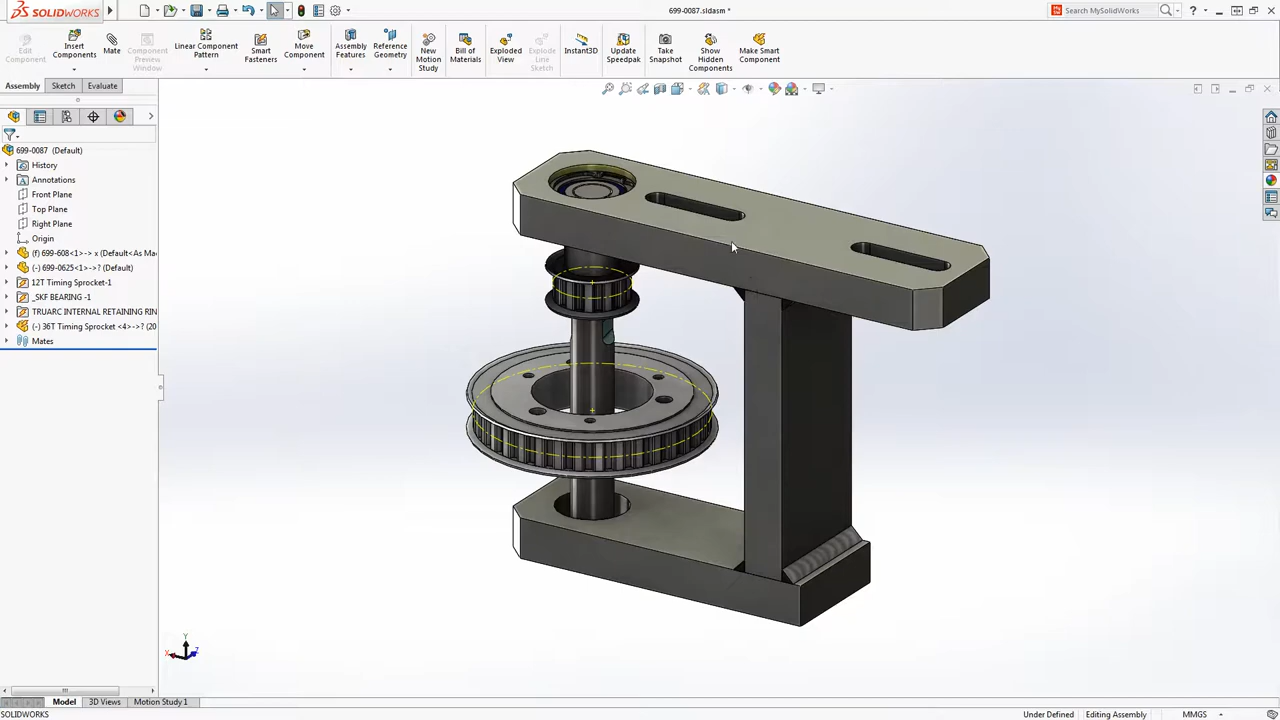 SOLIDWORKS
699-0087.sldasm *
Search MySolidWorks
Edit
Component
Insert
Components
Mate
Component
Preview
Window
Linear Component
Pattern
Smart
Fasteners
Move
Component
Assembly
Features
Reference
Geometry
New
Motion
Study
Bill of
Materials
Exploded
View
Explode
Line
Sketch
Instant3D
Update
Speedpak
Take
Snapshot
Show
Hidden
Components
Make Smart
Component
Assembly
Sketch
Evaluate
699-0087 (Default)
History
Annotations
Front Plane
Top Plane
Right Plane
Origin
(f) 699-608<1>-> x (Default<As Ma
(-) 699-0625<1>->? (Default)
12T Timing Sprocket-1
_SKF BEARING -1
TRUARC INTERNAL RETAINING RIN
(-) 36T Timing Sprocket <4>->? (20
Mates
Y
X
Z
Model
3D Views
Motion Study 1
SOLIDWORKS
Under Defined
Editing Assembly
MMGS